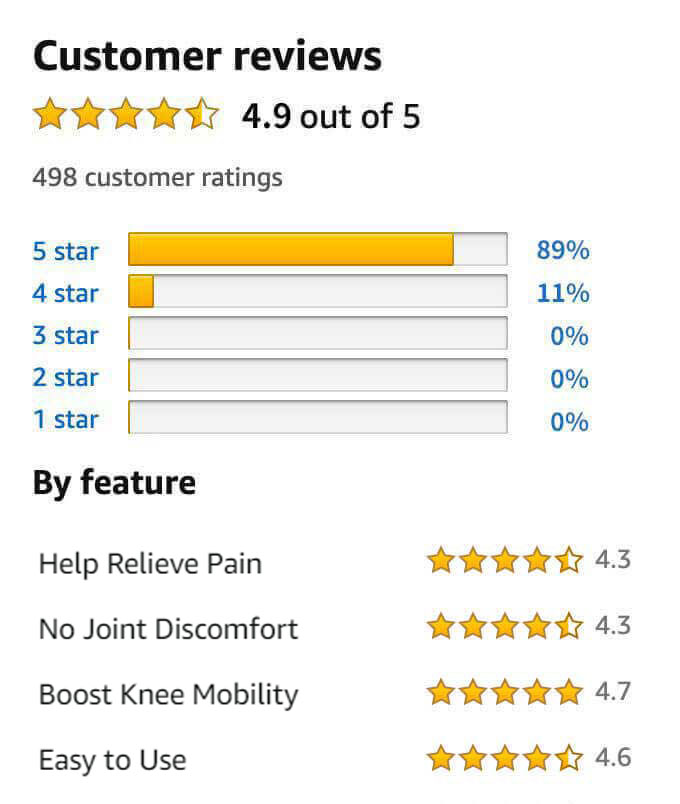 Customer reviews
4.9 out of 5
498 customer ratings
5 star 89%
4 star 11%
3 star 0%
2 star 0%
1 star 0%
By feature
Help Relieve Pain 4.3
No Joint Discomfort 4.3
Boost Knee Mobility 4.7
Easy to Use 4.6